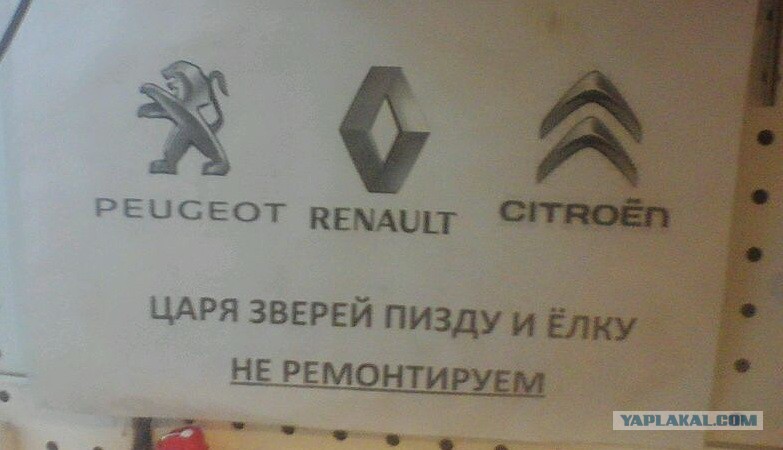 PEUGEOT RENAULT CITROËN
ЦАРЯ ЗВЕРЕЙ ПИЗДУ И ЁЛКУ
НЕ РЕМОНТИРУЕМ
YAPLAKAL.COM